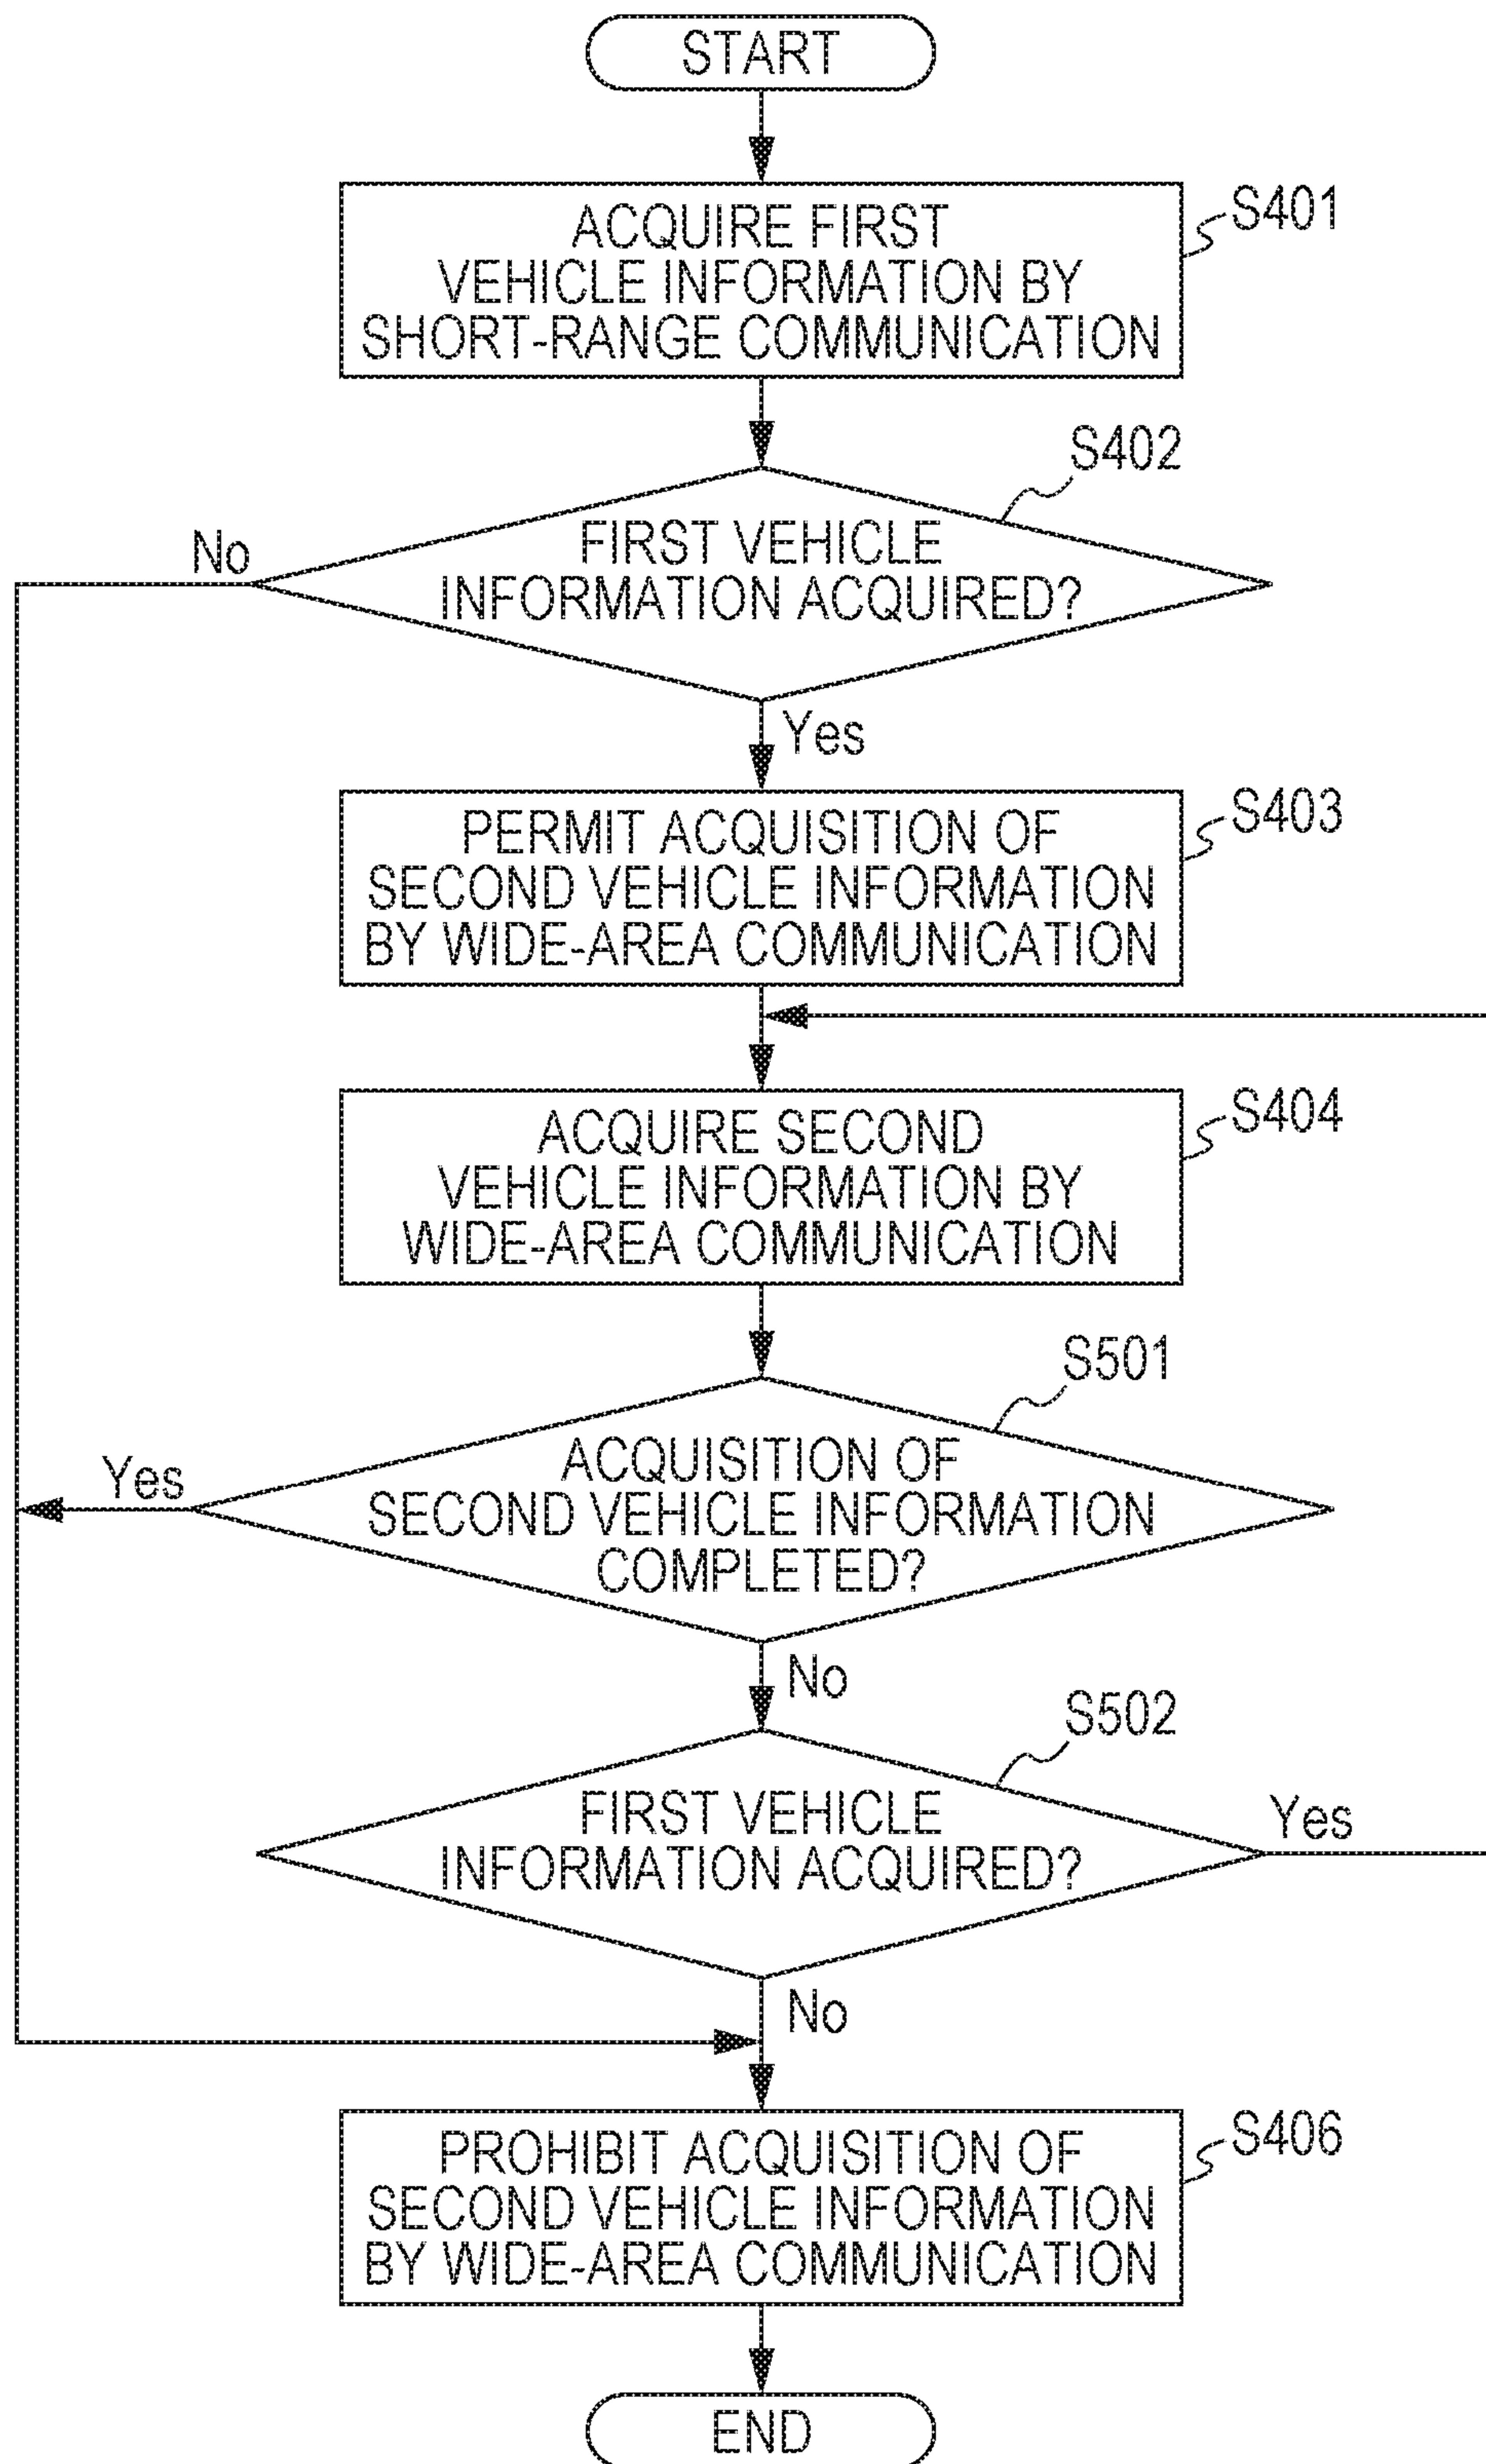 START
ACQUIRE FIRST
VEHICLE INFORMATION BY
SHORT-RANGE COMMUNICATION
S401
S402
No
FIRST VEHICLE
INFORMATION ACQUIRED?
Yes
S403
PERMIT ACQUISITION OF
SECOND VEHICLE INFORMATION
BY WIDE-AREA COMMUNICATION
S404
ACQUIRE SECOND
VEHICLE INFORMATION BY
WIDE-AREA COMMUNICATION
S501
Yes
ACQUISITION OF
SECOND VEHICLE INFORMATION
COMPLETED?
No
S502
FIRST VEHICLE
INFORMATION ACQUIRED?
Yes
No
S406
PROHIBIT ACQUISITION OF
SECOND VEHICLE INFORMATION
BY WIDE-AREA COMMUNICATION
END